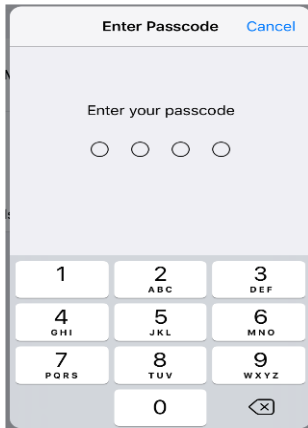 Enter Passcode Cancel
Enter your passcode
1 2 3
ABC DEF
4 5 6
GHI JKL MNO
7 8 9
PQRS TUV WXYZ
0